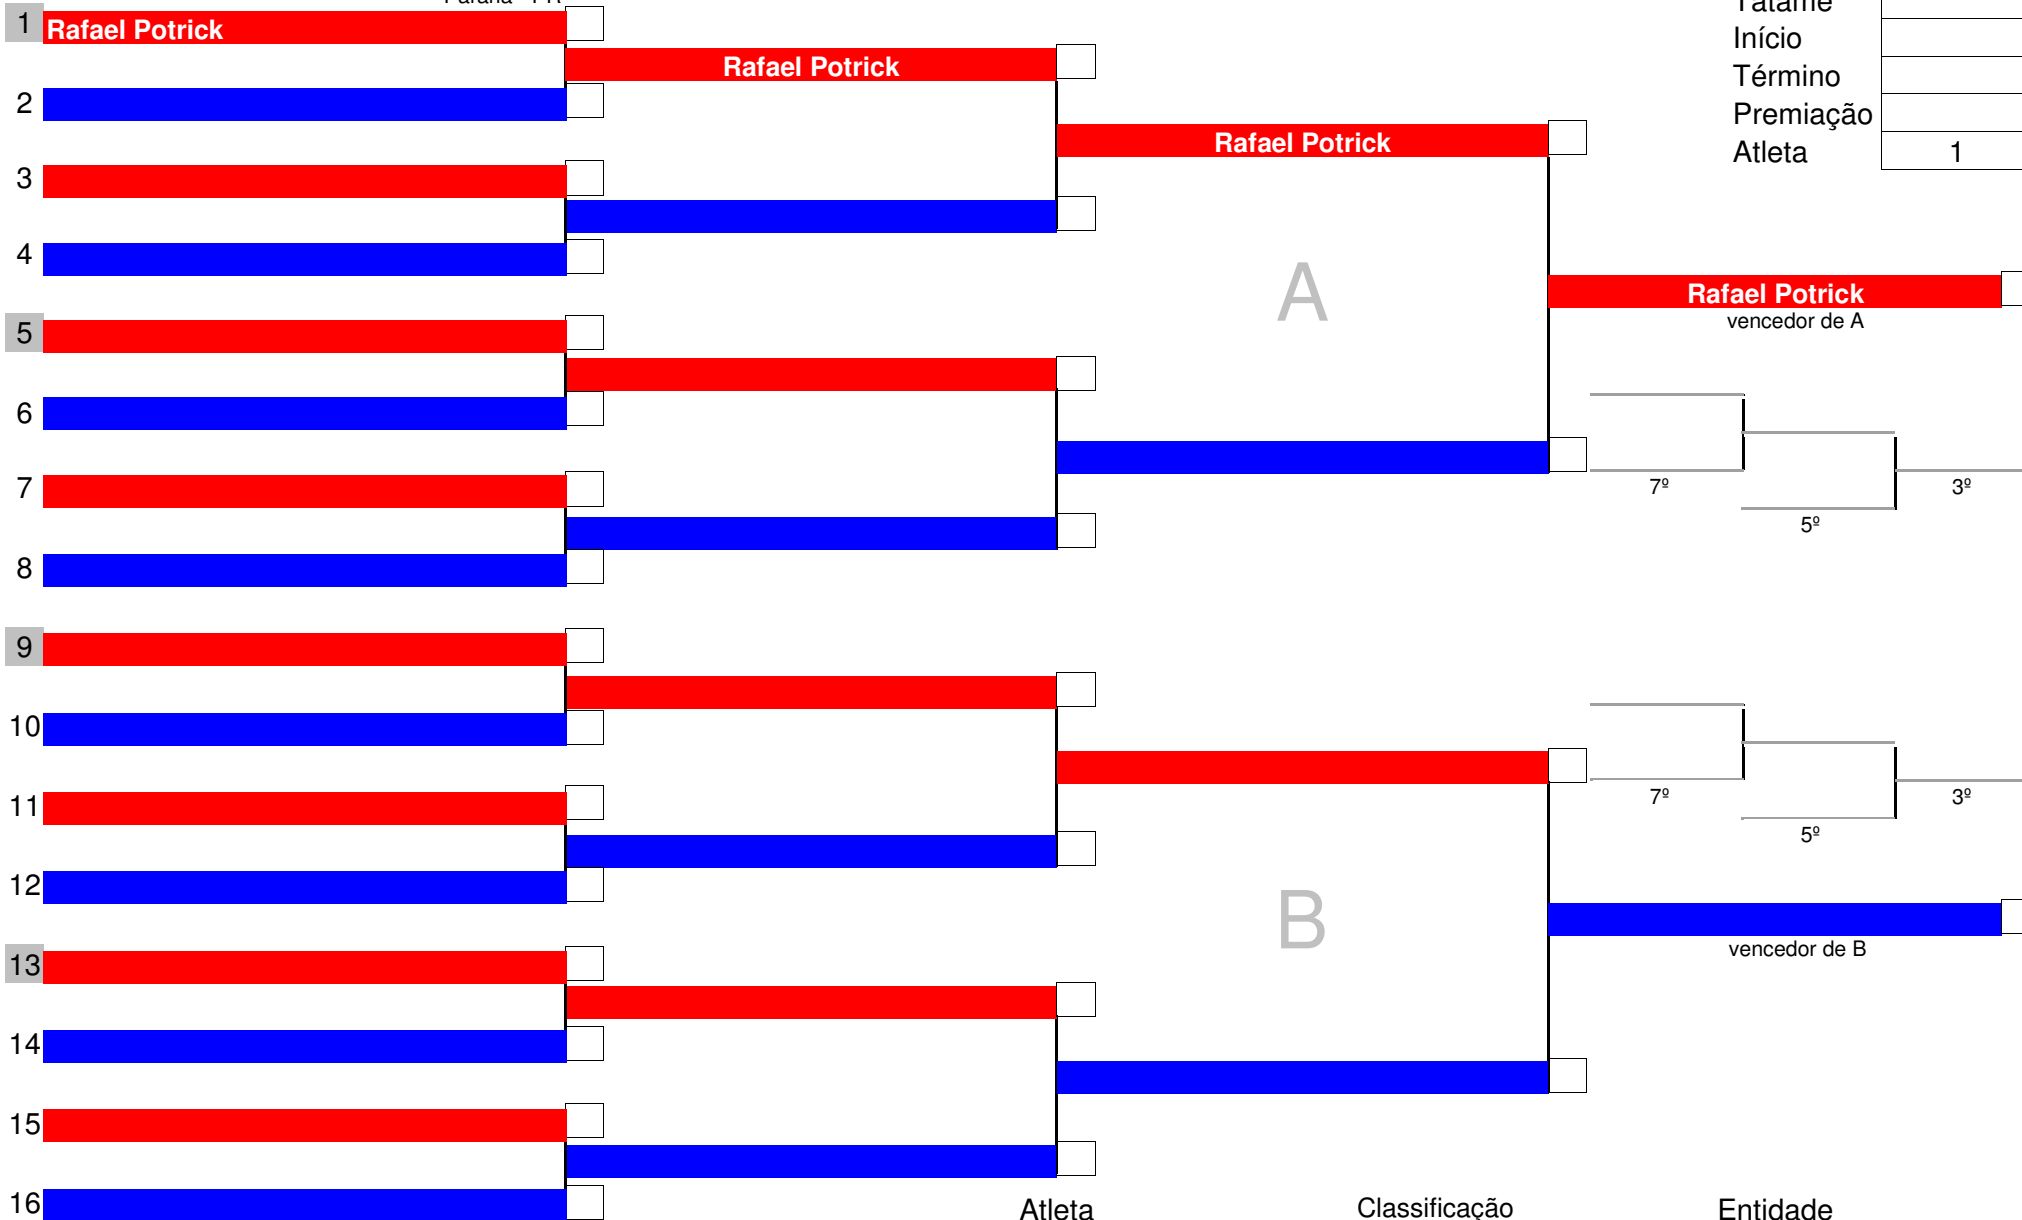 Paraná - PR
1 Rafael Potrick
Tatame
Início
Rafael Potrick
Término
2
Premiação
Rafael Potrick
Atleta 1
3
4
A
Rafael Potrick
vencedor de A
5
6
7
7º 3º
5º
8
9
10
7º 3º
11
5º
12
B
vencedor de B
13
14
15
16
Atleta Classificação Entidade